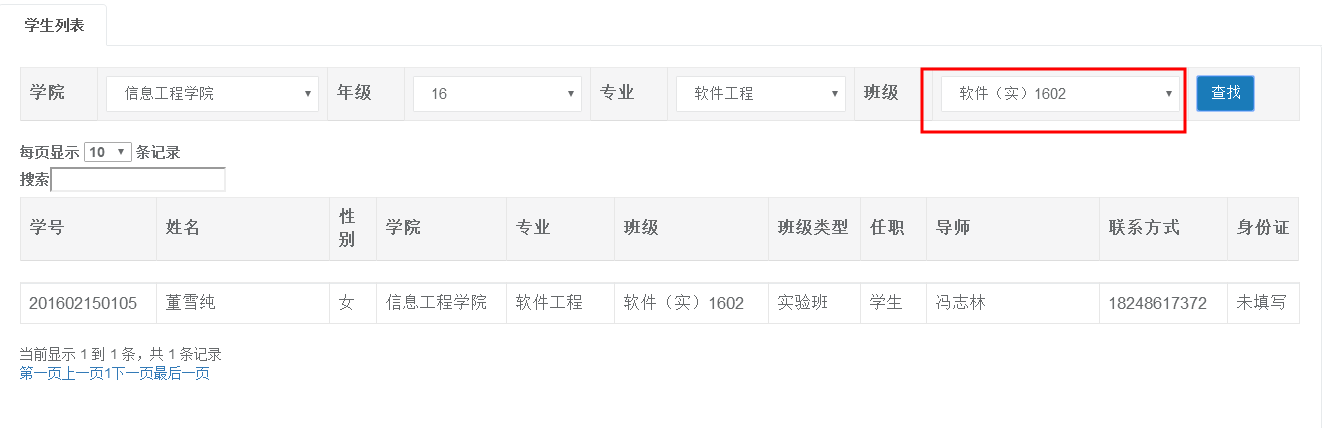 学生列表
学院 信息工程学院 年级 16 专业 软件工程 班级 软件（实）1602 查找
每页显示 10 条记录
搜索
学号 姓名 性别 学院 专业 班级 班级类型 任职 导师 联系方式 身份证
201602150105 董雪纯 女 信息工程学院 软件工程 软件（实）1602 实验班 学生 冯志林 18248617372 未填写
当前显示 1 到 1 条，共 1 条记录
第一页上一页1下一页最后一页